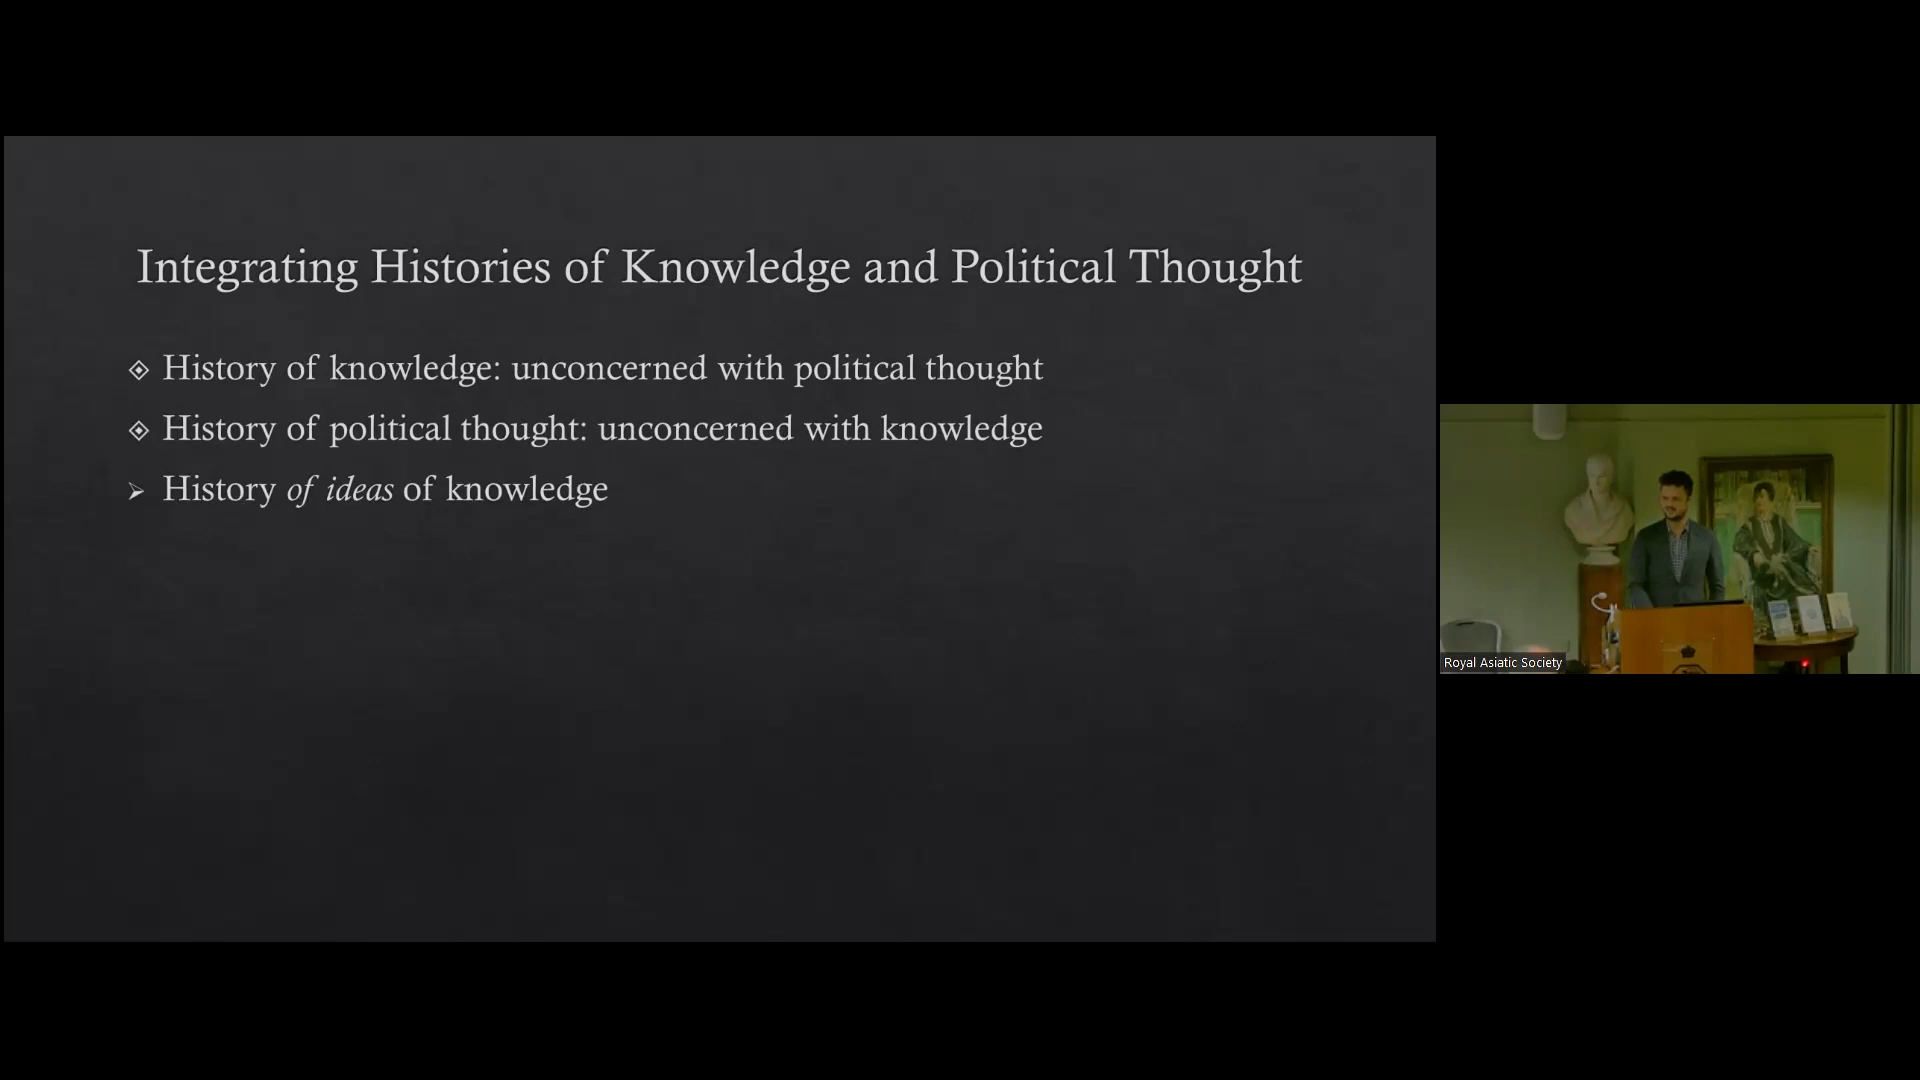 Integrating Histories of Knowledge and Political Thought
History of knowledge: unconcerned with political thought
History of political thought: unconcerned with knowledge
History of ideas of knowledge
Royal Asiatic Society